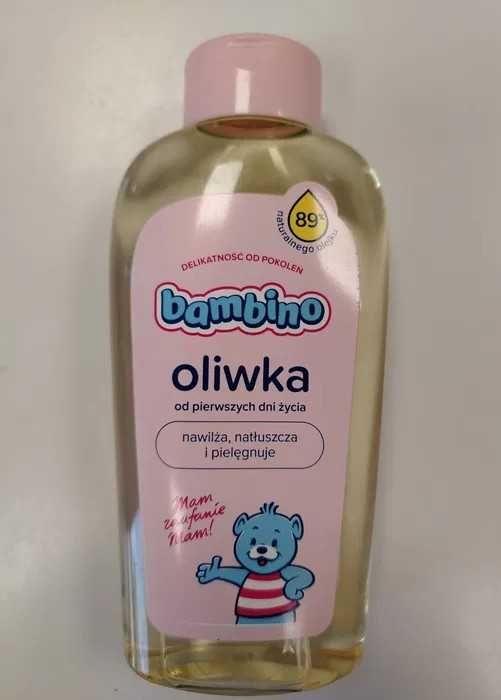 89%
naturalnego olejku
DELIKATNOŚĆ OD POKOLEŃ
bambino
oliwka
od pierwszych dni życia
nawilża, natłuszcza
i pielęgnuje
Mam
zaufanie
Mam!